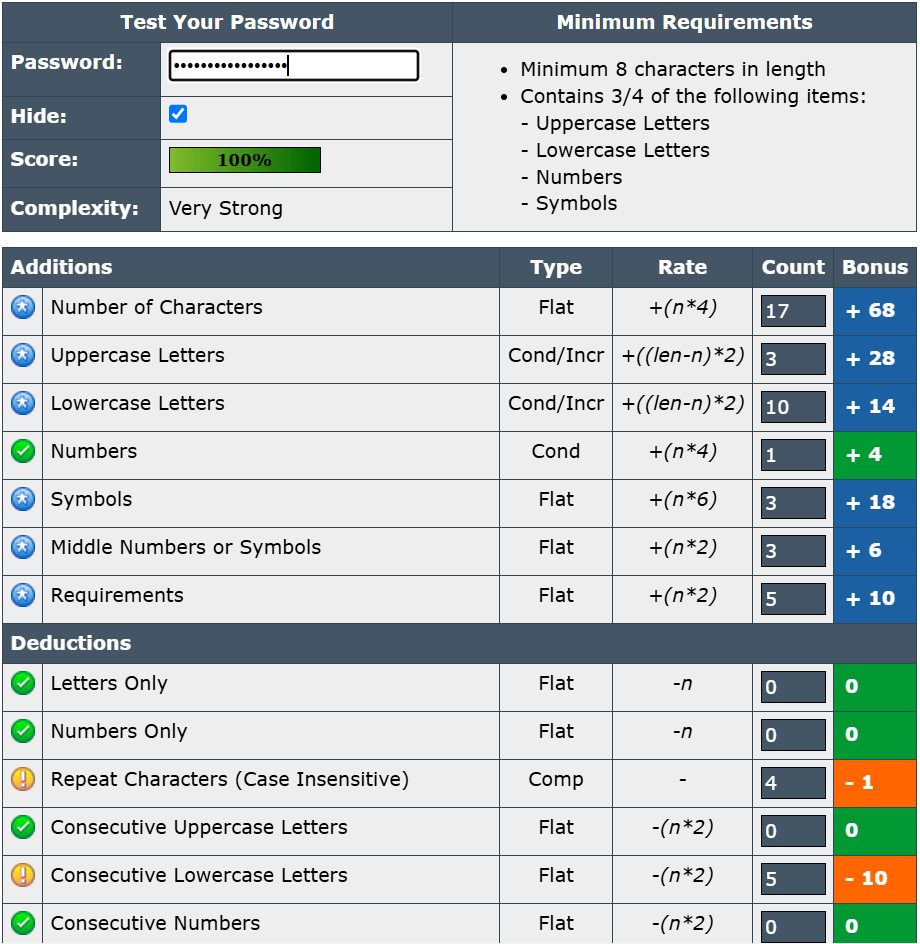 Test Your Password
Minimum Requirements
Password: •••••••••••••••••
Hide:
Score: 100%
Complexity: Very Strong
• Minimum 8 characters in length
• Contains 3/4 of the following items:
- Uppercase Letters
- Lowercase Letters
- Numbers
- Symbols
Additions Type Rate Count Bonus
Number of Characters Flat +(n*4) 17 + 68
Uppercase Letters Cond/Incr +((len-n)*2) 3 + 28
Lowercase Letters Cond/Incr +((len-n)*2) 10 + 14
Numbers Cond +(n*4) 1 + 4
Symbols Flat +(n*6) 3 + 18
Middle Numbers or Symbols Flat +(n*2) 3 + 6
Requirements Flat +(n*2) 5 + 10
Deductions
Letters Only Flat -n 0 0
Numbers Only Flat -n 0 0
Repeat Characters (Case Insensitive) Comp - 4 - 1
Consecutive Uppercase Letters Flat -(n*2) 0 0
Consecutive Lowercase Letters Flat -(n*2) 5 - 10
Consecutive Numbers Flat -(n*2) 0 0